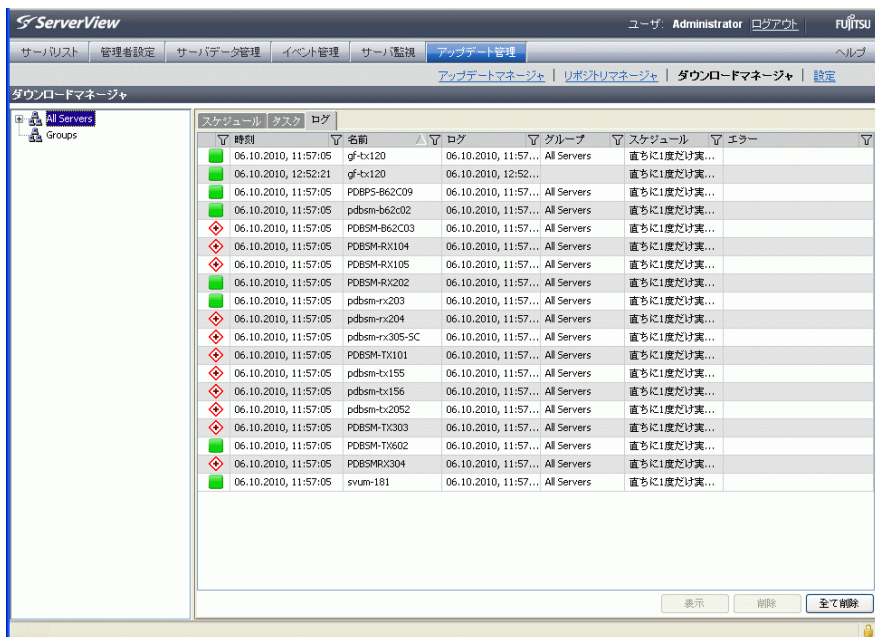 ServerView ユーザ: Administrator ログアウト FUJITSU
サーバリスト 管理者設定 サーバデータ管理 イベント管理 サーバ監視 アップデート管理 ヘルプ
アップデートマネージャ | リポジトリマネージャ | ダウンロードマネージャ | 設定
ダウンロードマネージャ
All Servers
Groups
スケジュール タスク ログ
時刻 名前 ログ グループ スケジュール エラー
06.10.2010, 11:57:05 gf-tx120 06.10.2010, 11:57... All Servers 直ちに1度だけ実...
06.10.2010, 12:52:21 gf-tx120 06.10.2010, 12:52... 直ちに1度だけ実...
06.10.2010, 11:57:05 PDBPS-B62C09 06.10.2010, 11:57... All Servers 直ちに1度だけ実...
06.10.2010, 11:57:05 pdbsm-b62c02 06.10.2010, 11:57... All Servers 直ちに1度だけ実...
06.10.2010, 11:57:05 PDBSM-B62C03 06.10.2010, 11:57... All Servers 直ちに1度だけ実...
06.10.2010, 11:57:05 PDBSM-RX104 06.10.2010, 11:57... All Servers 直ちに1度だけ実...
06.10.2010, 11:57:05 PDBSM-RX105 06.10.2010, 11:57... All Servers 直ちに1度だけ実...
06.10.2010, 11:57:05 PDBSM-RX202 06.10.2010, 11:57... All Servers 直ちに1度だけ実...
06.10.2010, 11:57:05 pdbsm-rx203 06.10.2010, 11:57... All Servers 直ちに1度だけ実...
06.10.2010, 11:57:05 pdbsm-rx204 06.10.2010, 11:57... All Servers 直ちに1度だけ実...
06.10.2010, 11:57:05 pdbsm-rx305-SC 06.10.2010, 11:57... All Servers 直ちに1度だけ実...
06.10.2010, 11:57:05 PDBSM-TX101 06.10.2010, 11:57... All Servers 直ちに1度だけ実...
06.10.2010, 11:57:05 pdbsm-tx155 06.10.2010, 11:57... All Servers 直ちに1度だけ実...
06.10.2010, 11:57:05 pdbsm-tx156 06.10.2010, 11:57... All Servers 直ちに1度だけ実...
06.10.2010, 11:57:05 pdbsm-tx2052 06.10.2010, 11:57... All Servers 直ちに1度だけ実...
06.10.2010, 11:57:05 PDBSM-TX303 06.10.2010, 11:57... All Servers 直ちに1度だけ実...
06.10.2010, 11:57:05 PDBSM-TX602 06.10.2010, 11:57... All Servers 直ちに1度だけ実...
06.10.2010, 11:57:05 PDBSMRX304 06.10.2010, 11:57... All Servers 直ちに1度だけ実...
06.10.2010, 11:57:05 svum-181 06.10.2010, 11:57... All Servers 直ちに1度だけ実...
表示 削除 全て削除